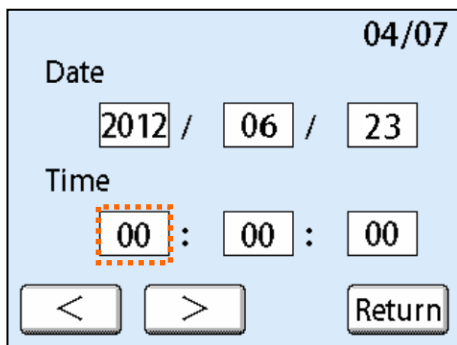 04/07
Date
2012 / 06 / 23
Time
00 : 00 : 00
< > Return